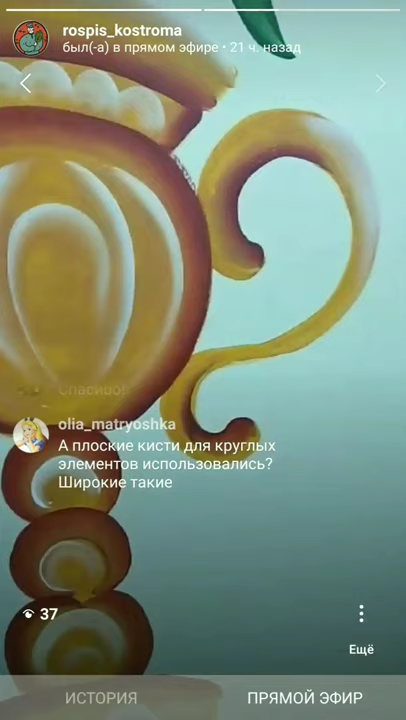 rospis_kostroma
был(-а) в прямом эфире • 21 ч. назад
Спасибо!
olia_matryoshka
А плоские кисти для круглых
элементов использовались?
Широкие такие
37
Ещё
ИСТОРИЯ
ПРЯМОЙ ЭФИР